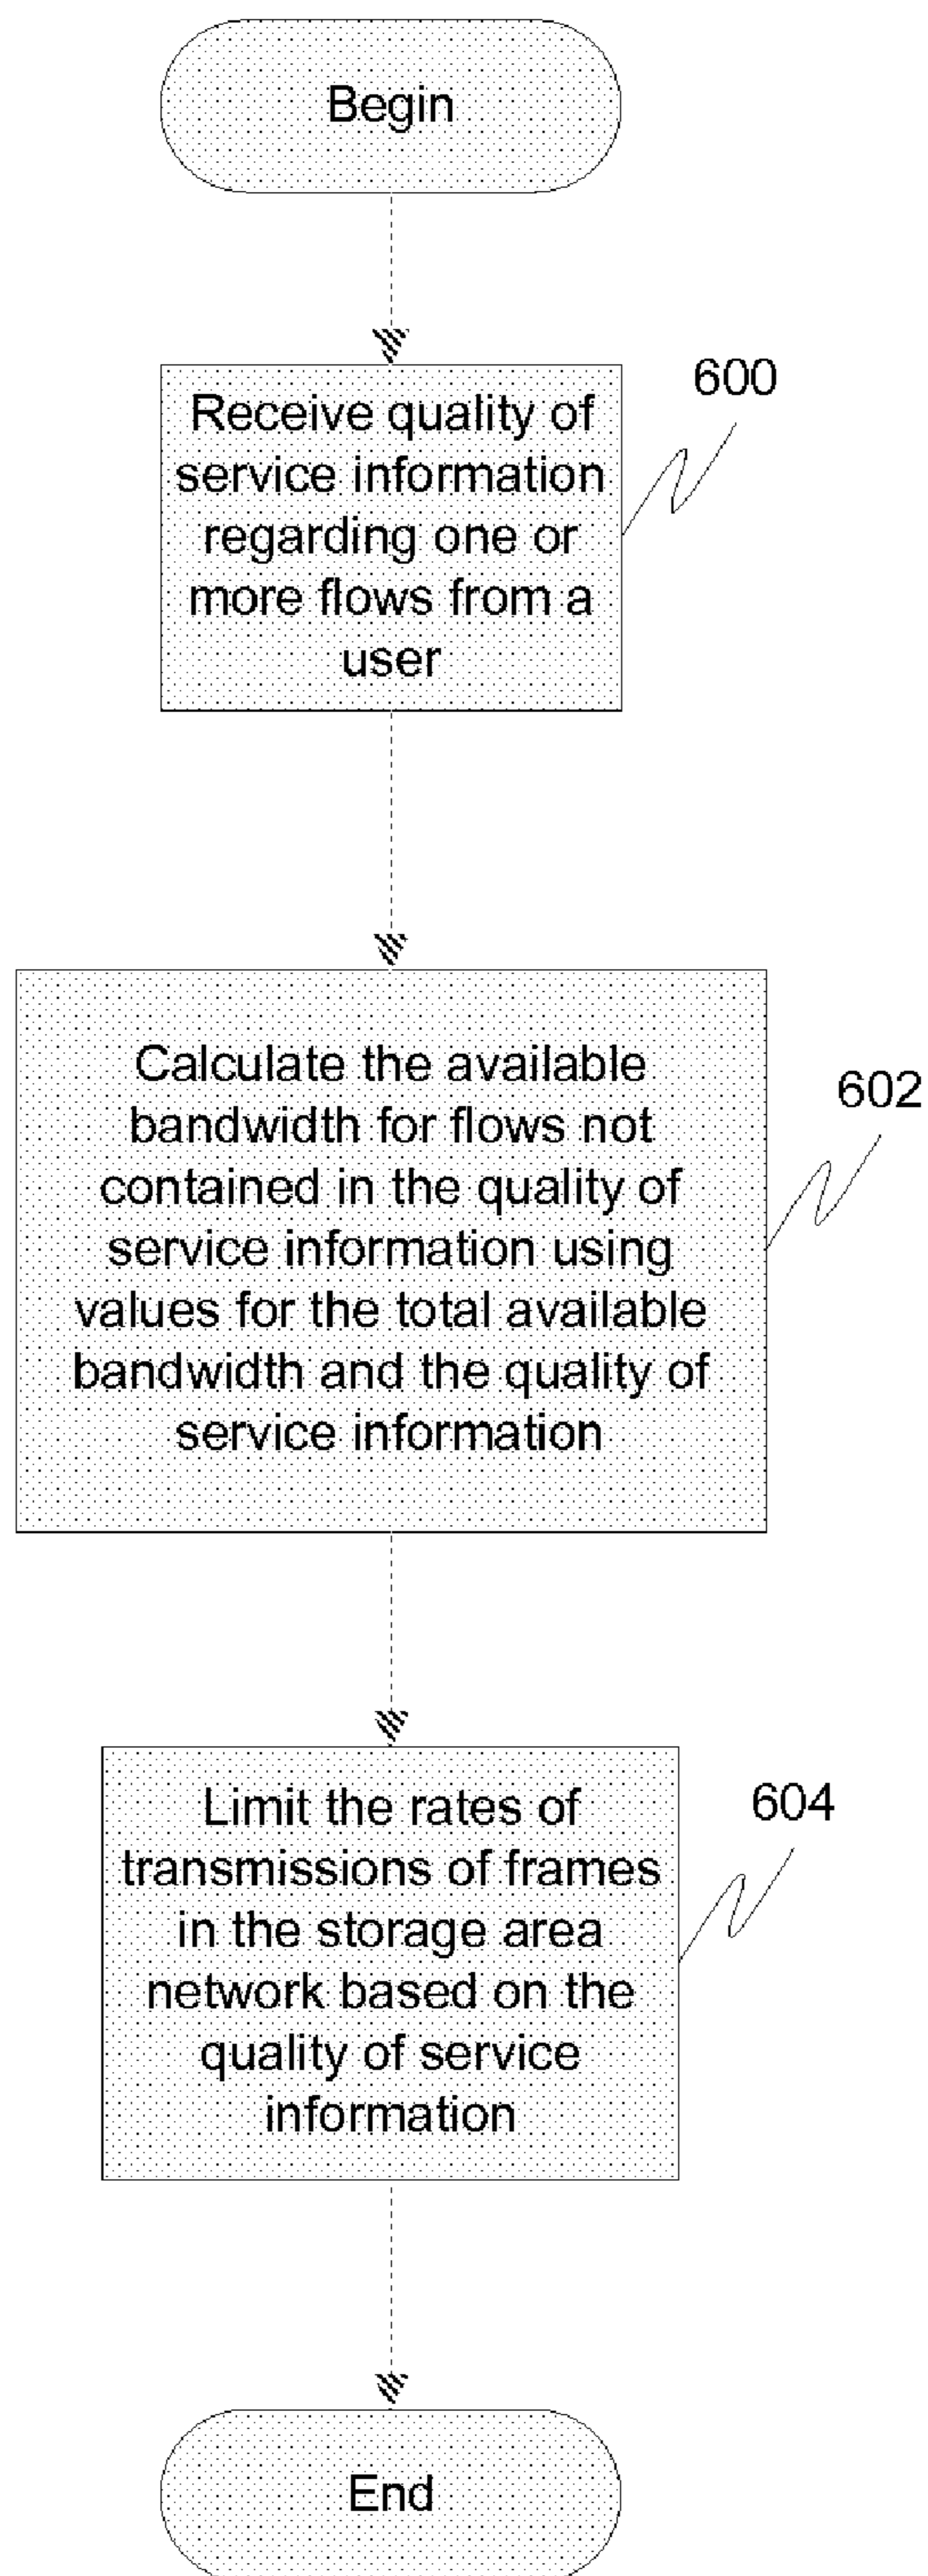 Begin
600
Receive quality of
service information
regarding one or
more flows from a
user
602
Calculate the available
bandwidth for flows not
contained in the quality of
service information using
values for the total available
bandwidth and the quality of
service information
604
Limit the rates of
transmissions of frames
in the storage area
network based on the
quality of service
information
End